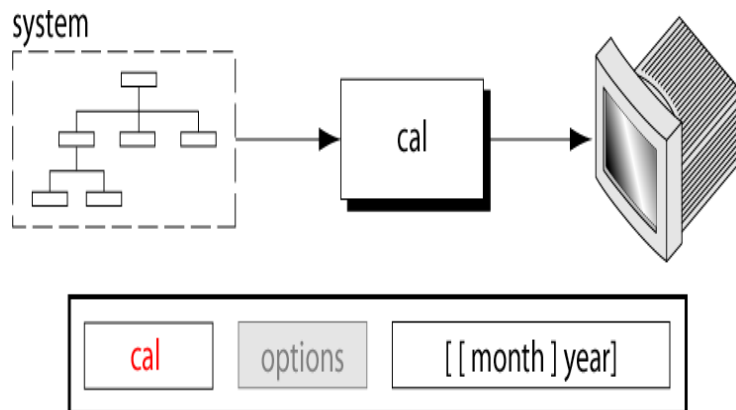 system
cal
cal options [ [ month ] year]